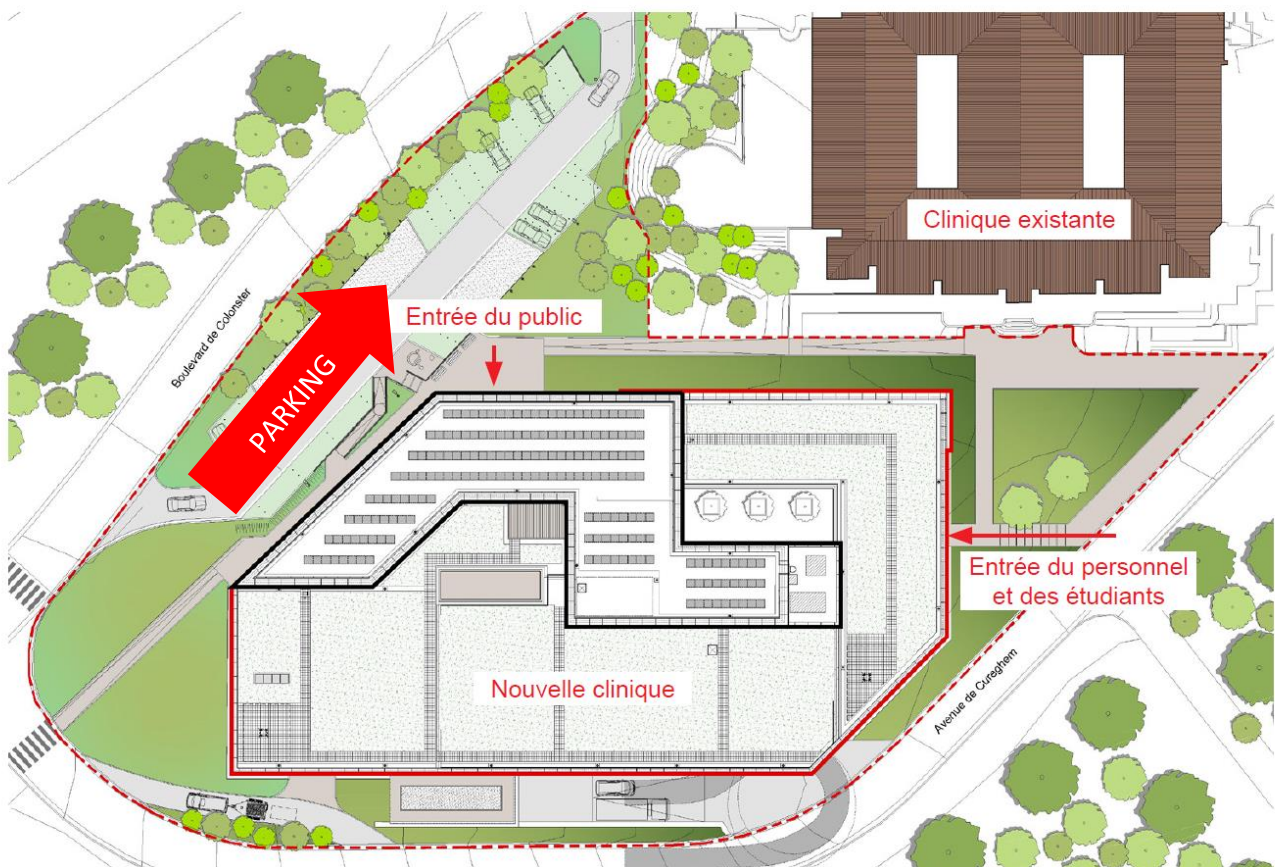 Clinique existante
Boulevard de Colonster
Entrée du public
PARKING
Entrée du personnel
et des étudiants
Nouvelle clinique
Avenue de Cureghem